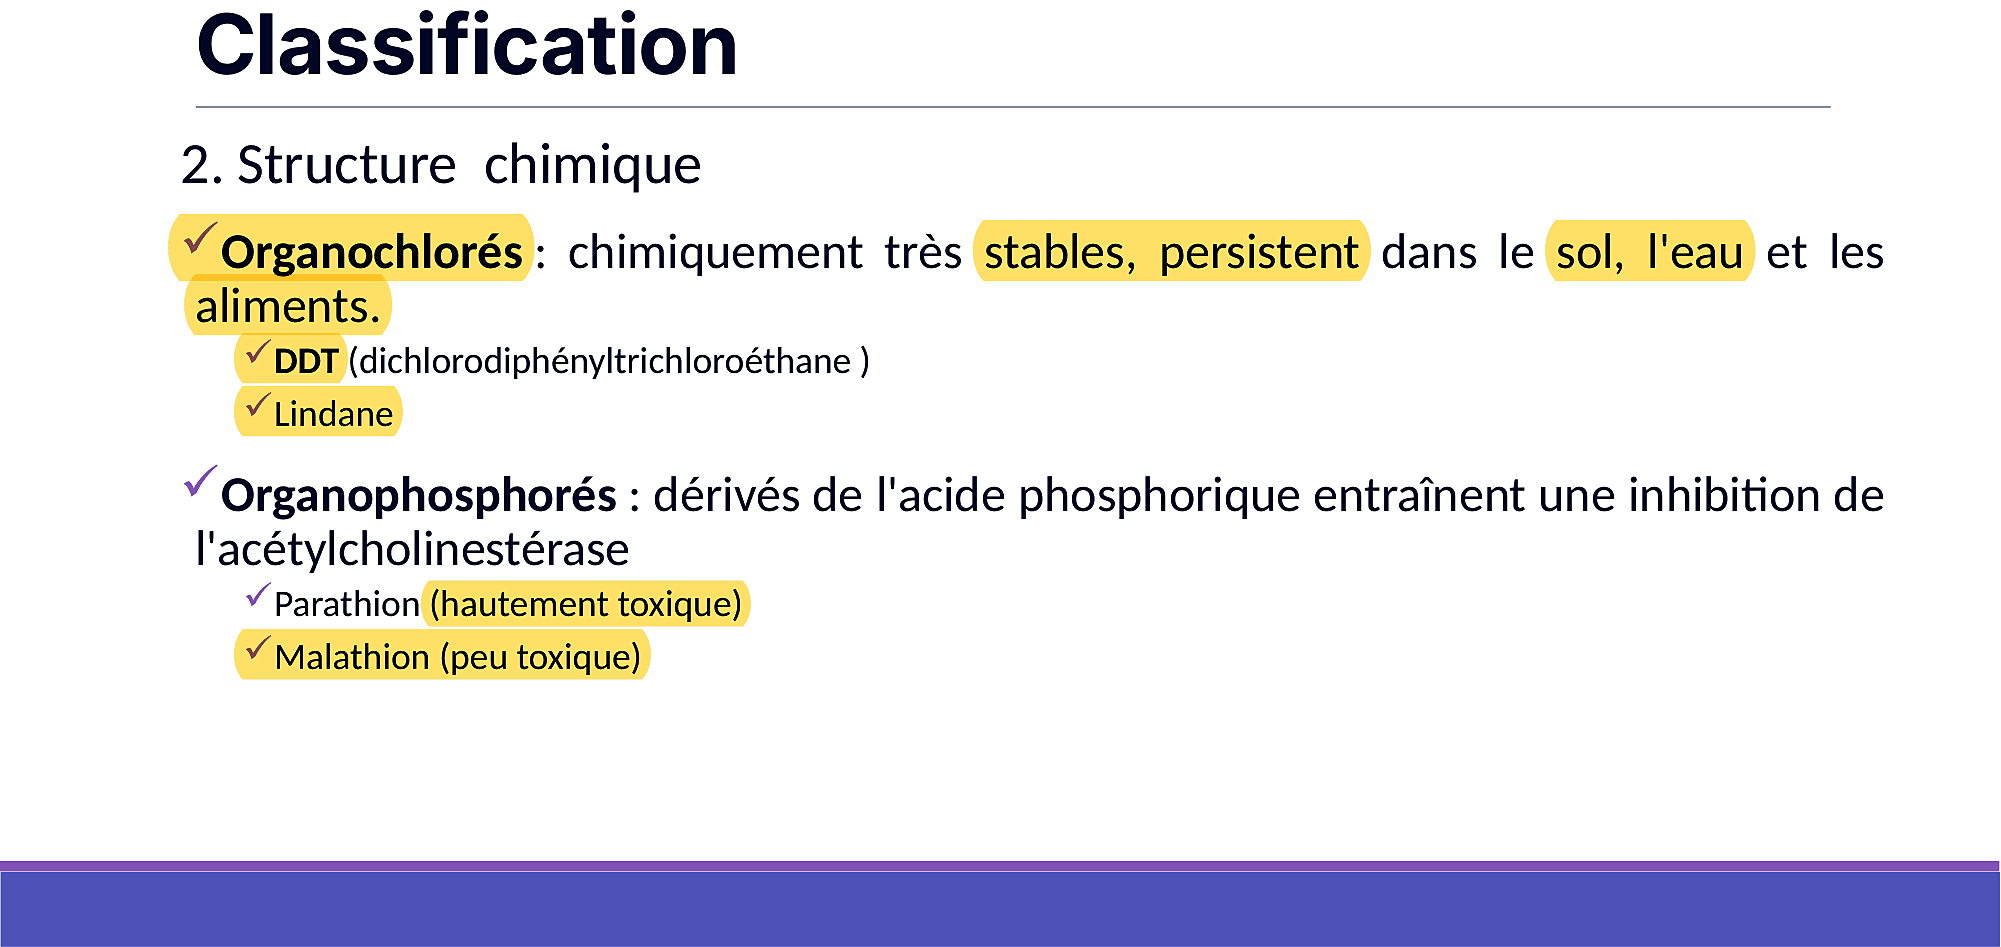 Classification
2. Structure chimique
✓Organochlorés : chimiquement très stables, persistent dans le sol, l'eau et les
aliments.
✓DDT (dichlorodiphényltrichloroéthane )
✓Lindane
✓Organophosphorés : dérivés de l'acide phosphorique entraînent une inhibition de
l'acétylcholinestérase
✓Parathion (hautement toxique)
✓Malathion (peu toxique)